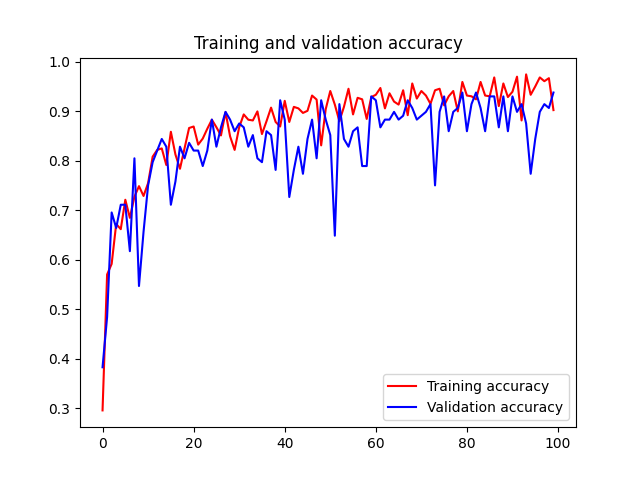 Training and validation accuracy
1.0
0.9
0.8
0.7
0.6
0.5
0.4
0.3
0 20 40 60 80 100
Training accuracy
Validation accuracy